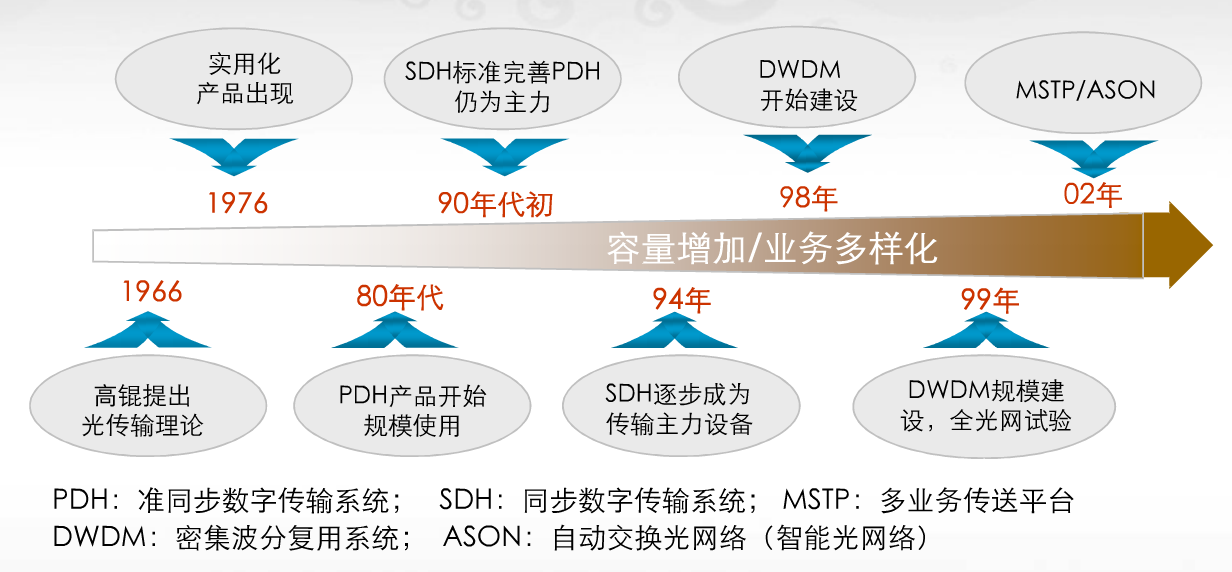 实用化
产品出现
SDH标准完善PDH
仍为主力
DWDM
开始建设
MSTP/ASON
1976
90年代初
98年
02年
容量增加/业务多样化
1966
80年代
94年
99年
高锟提出
光传输理论
PDH产品开始
规模使用
SDH逐步成为
传输主力设备
DWDM规模建
设，全光网试验
PDH：准同步数字传输系统； SDH：同步数字传输系统； MSTP：多业务传送平台
DWDM：密集波分复用系统； ASON：自动交换光网络（智能光网络）